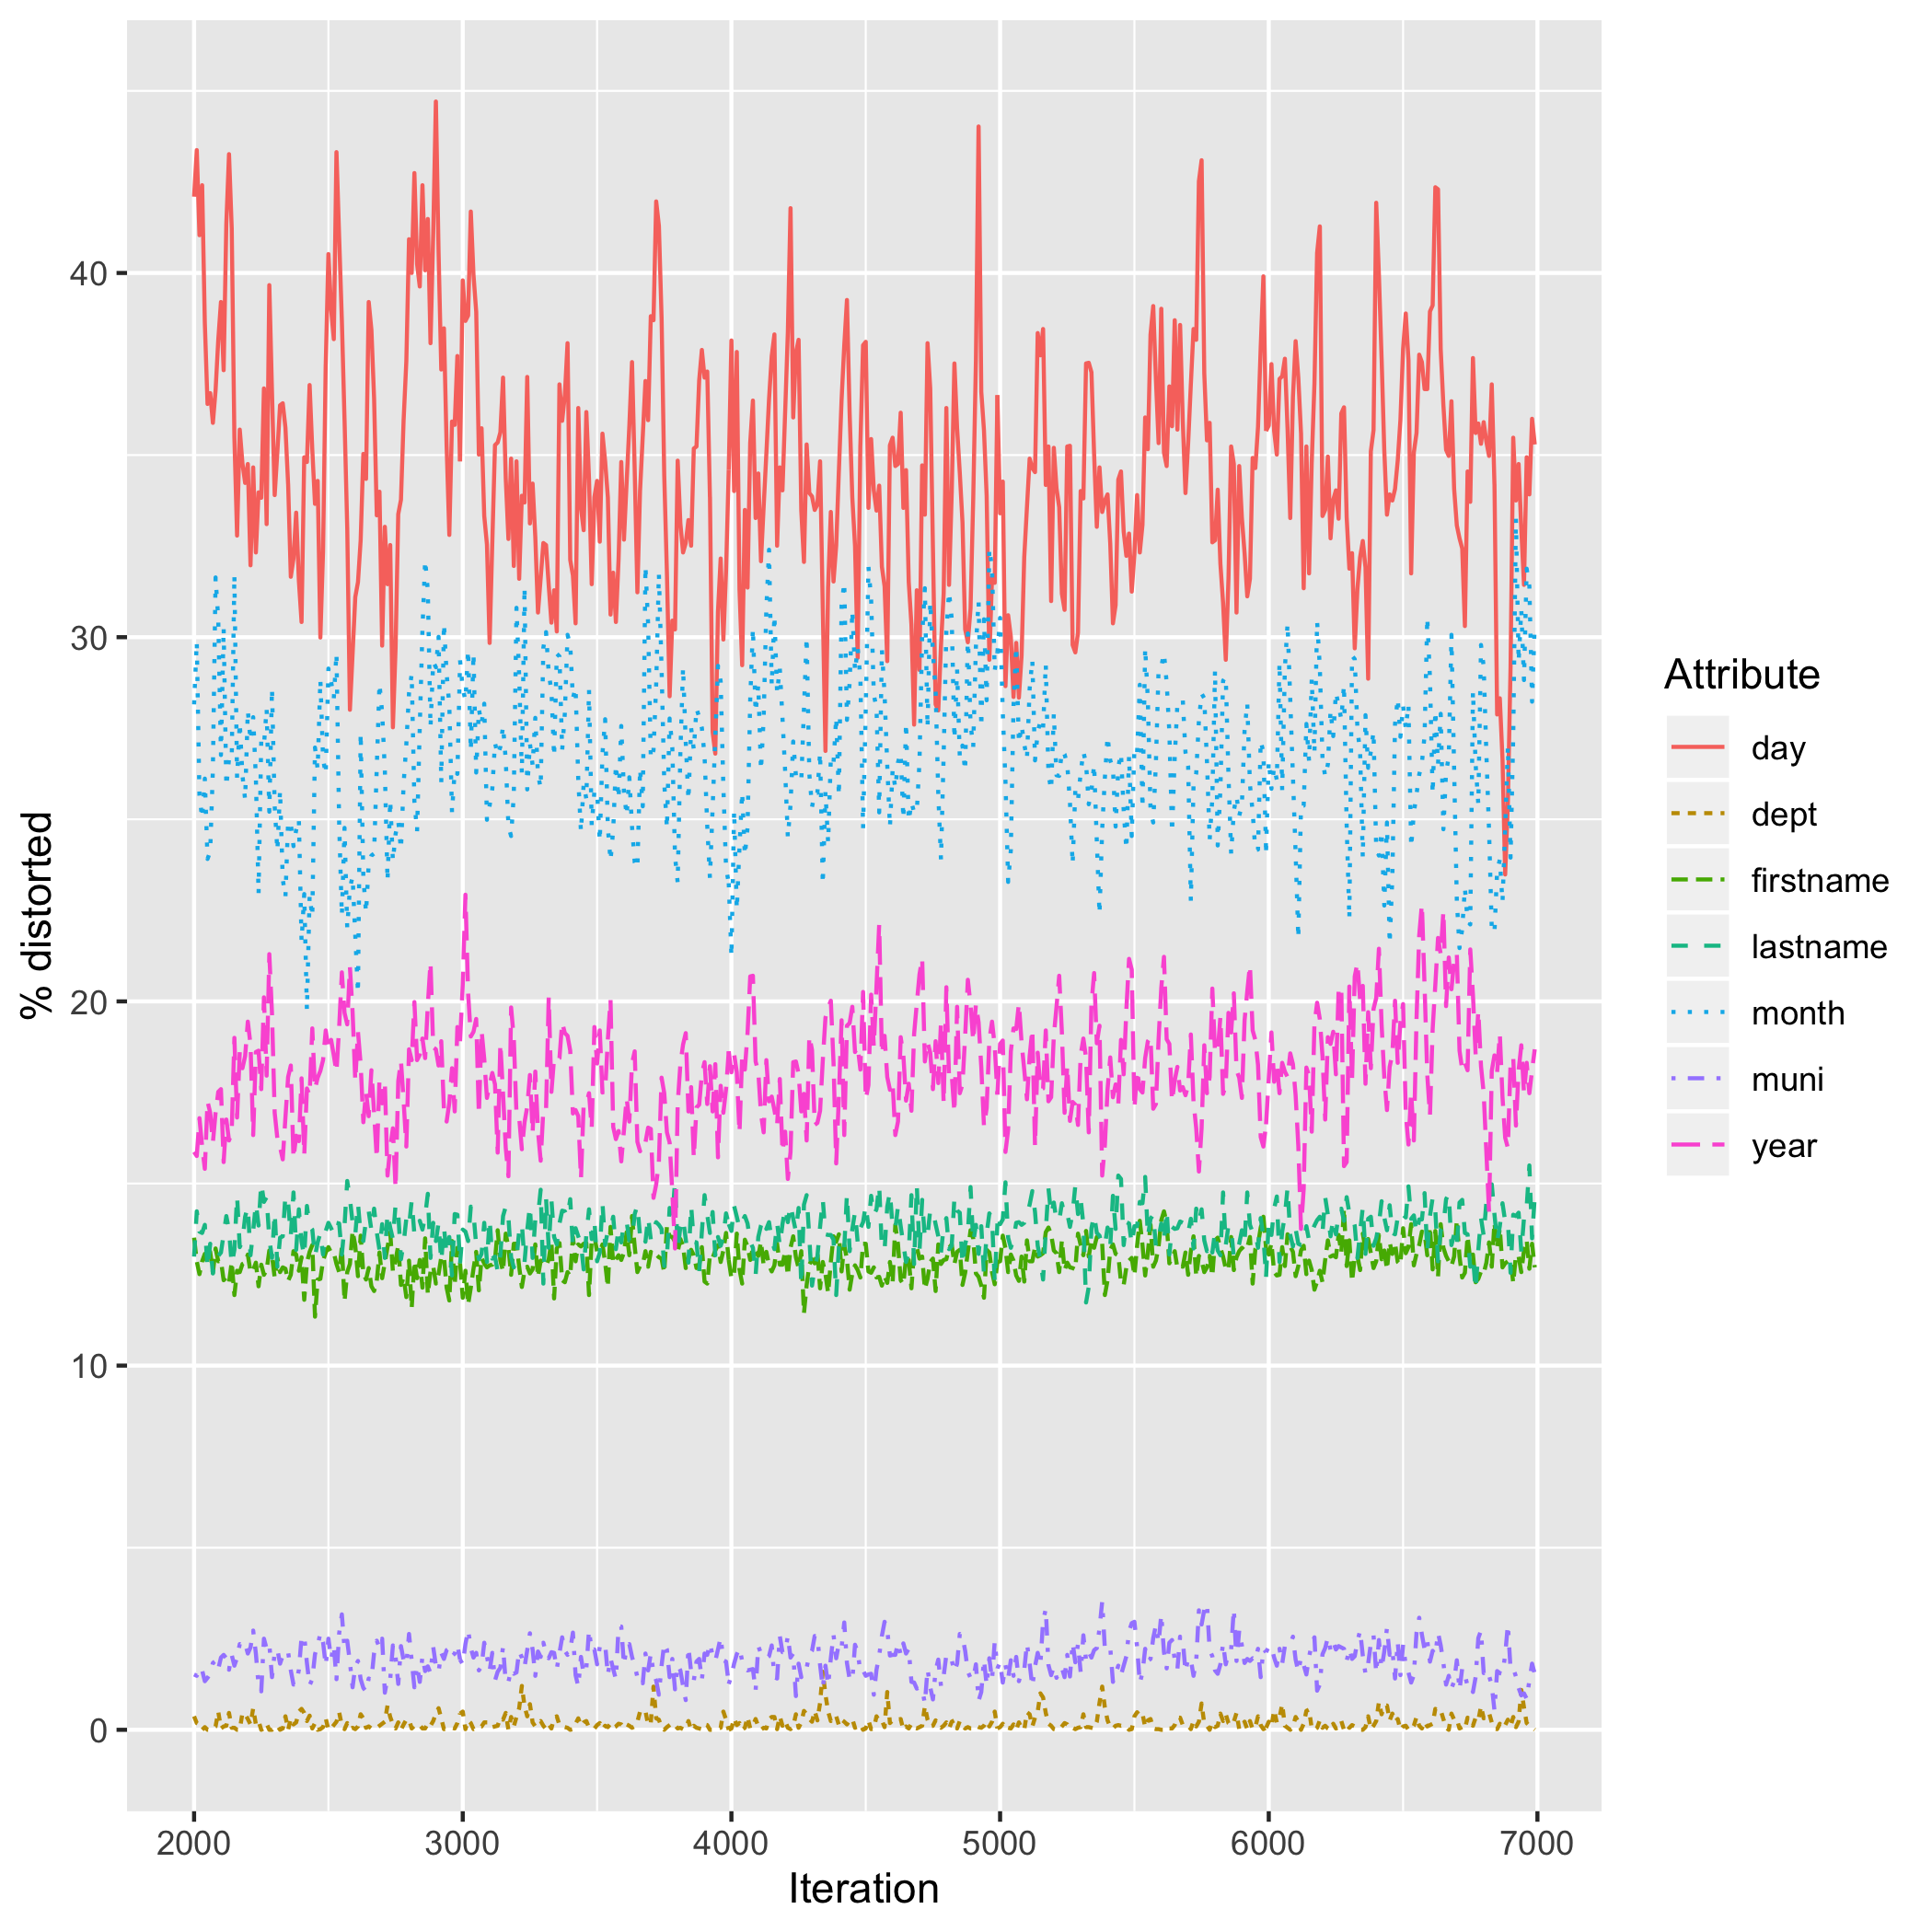 % distorted
40
30
20
10
0
2000 3000 4000 5000 6000 7000
Iteration
Attribute
day
dept
firstname
lastname
month
muni
year